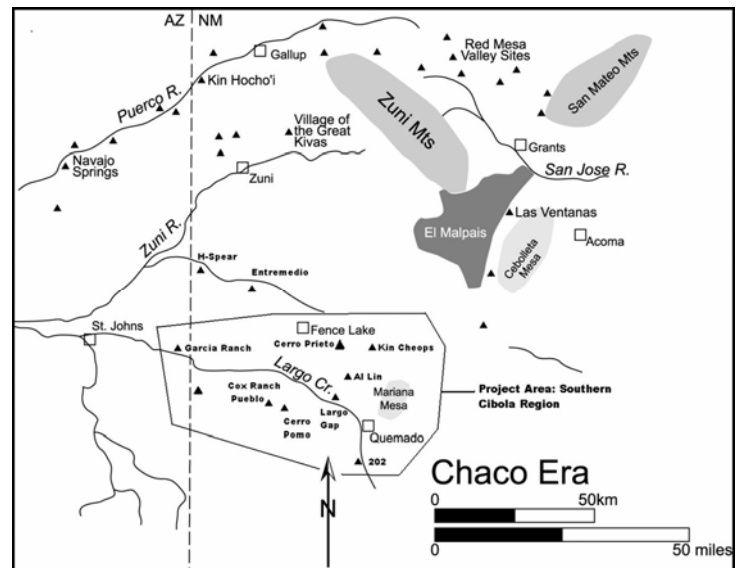 AZ
NM
Gallup
Kin Hocho'i
Puerco R.
Red Mesa
Valley Sites
San Mateo Mts
Zuni Mts
Village of
the Great
Kivas
Navajo
Springs
Zuni
Grants
San Jose R.
Zuni R.
El Malpais
Las Ventanas
Acoma
Cebolleta
Mesa
H-Spear
Entremedio
St. Johns
Fence Lake
Garcia Ranch
Cerro Prieto
Kin Cheops
Largo Cr.
Al Lin
Mariana
Mesa
Cox Ranch
Pueblo
Cerro
Pomo
Largo
Gap
Quemado
Project Area: Southern
Cibola Region
202
N
Chaco Era
0
50km
0
50 miles